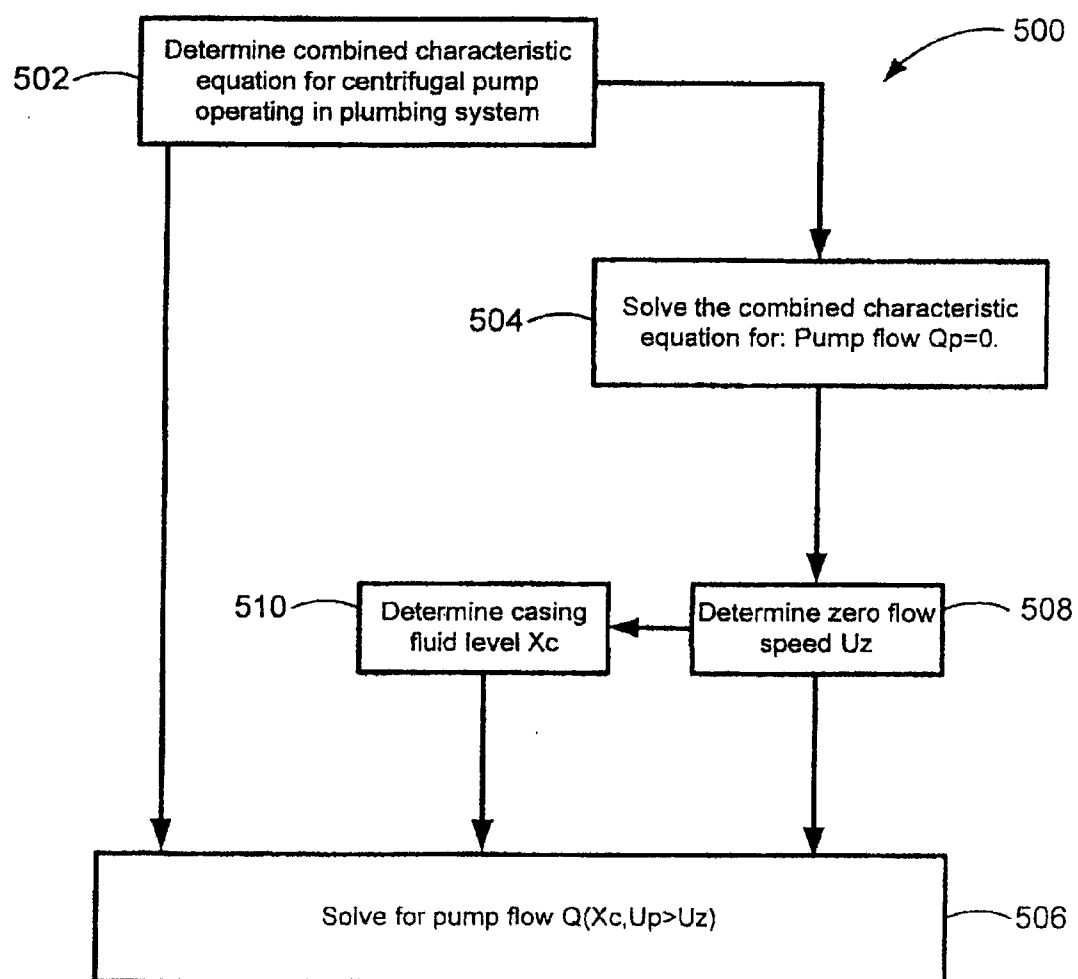 500
502
Determine combined characteristic
equation for centrifugal pump
operating in plumbing system
504
Solve the combined characteristic
equation for: Pump flow Qp=0.
510
Determine casing
fluid level Xc
Determine zero flow
speed Uz
508
Solve for pump flow Q(Xc,Up>Uz)
506